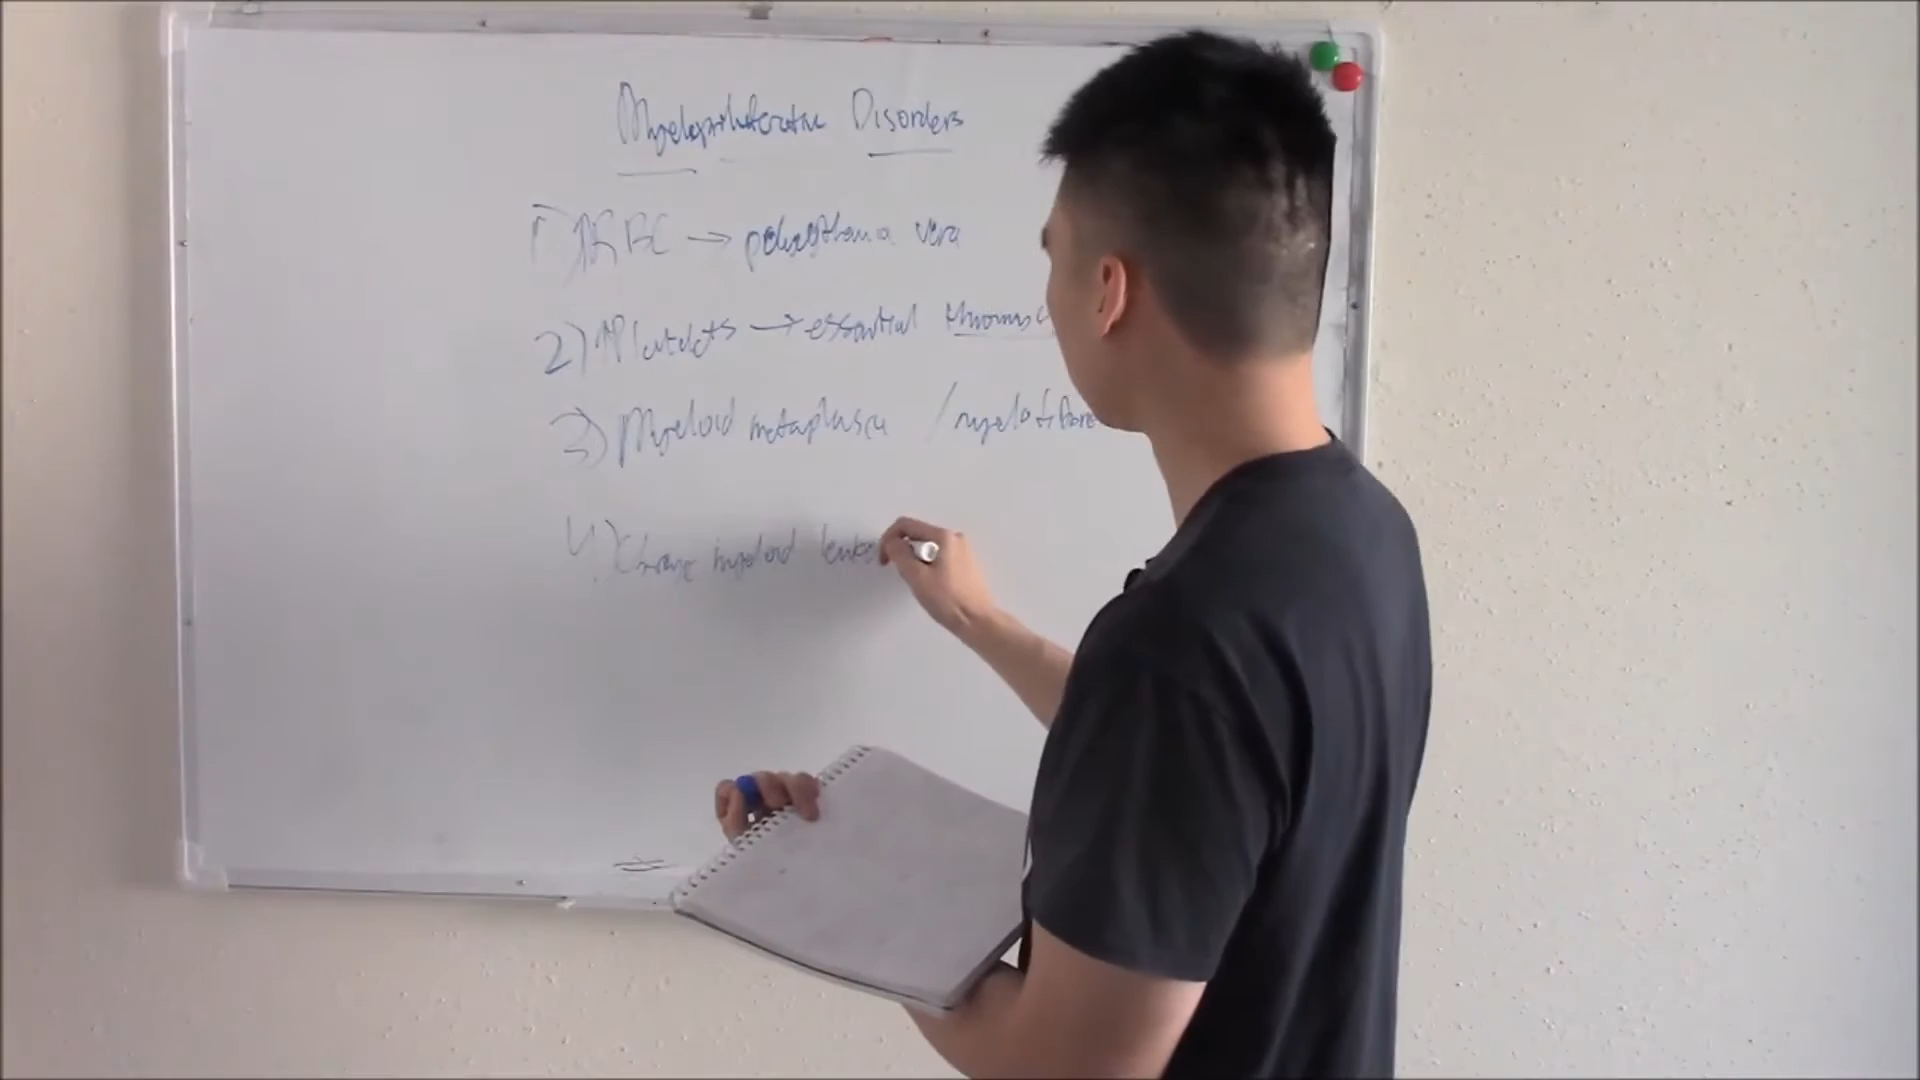 Myeloproliferative Disorders
1) ↑RBC → polycythemia vera
2) ↑Platelets → essential
3) Myeloid metaplasia /
4) Chronic myeloid